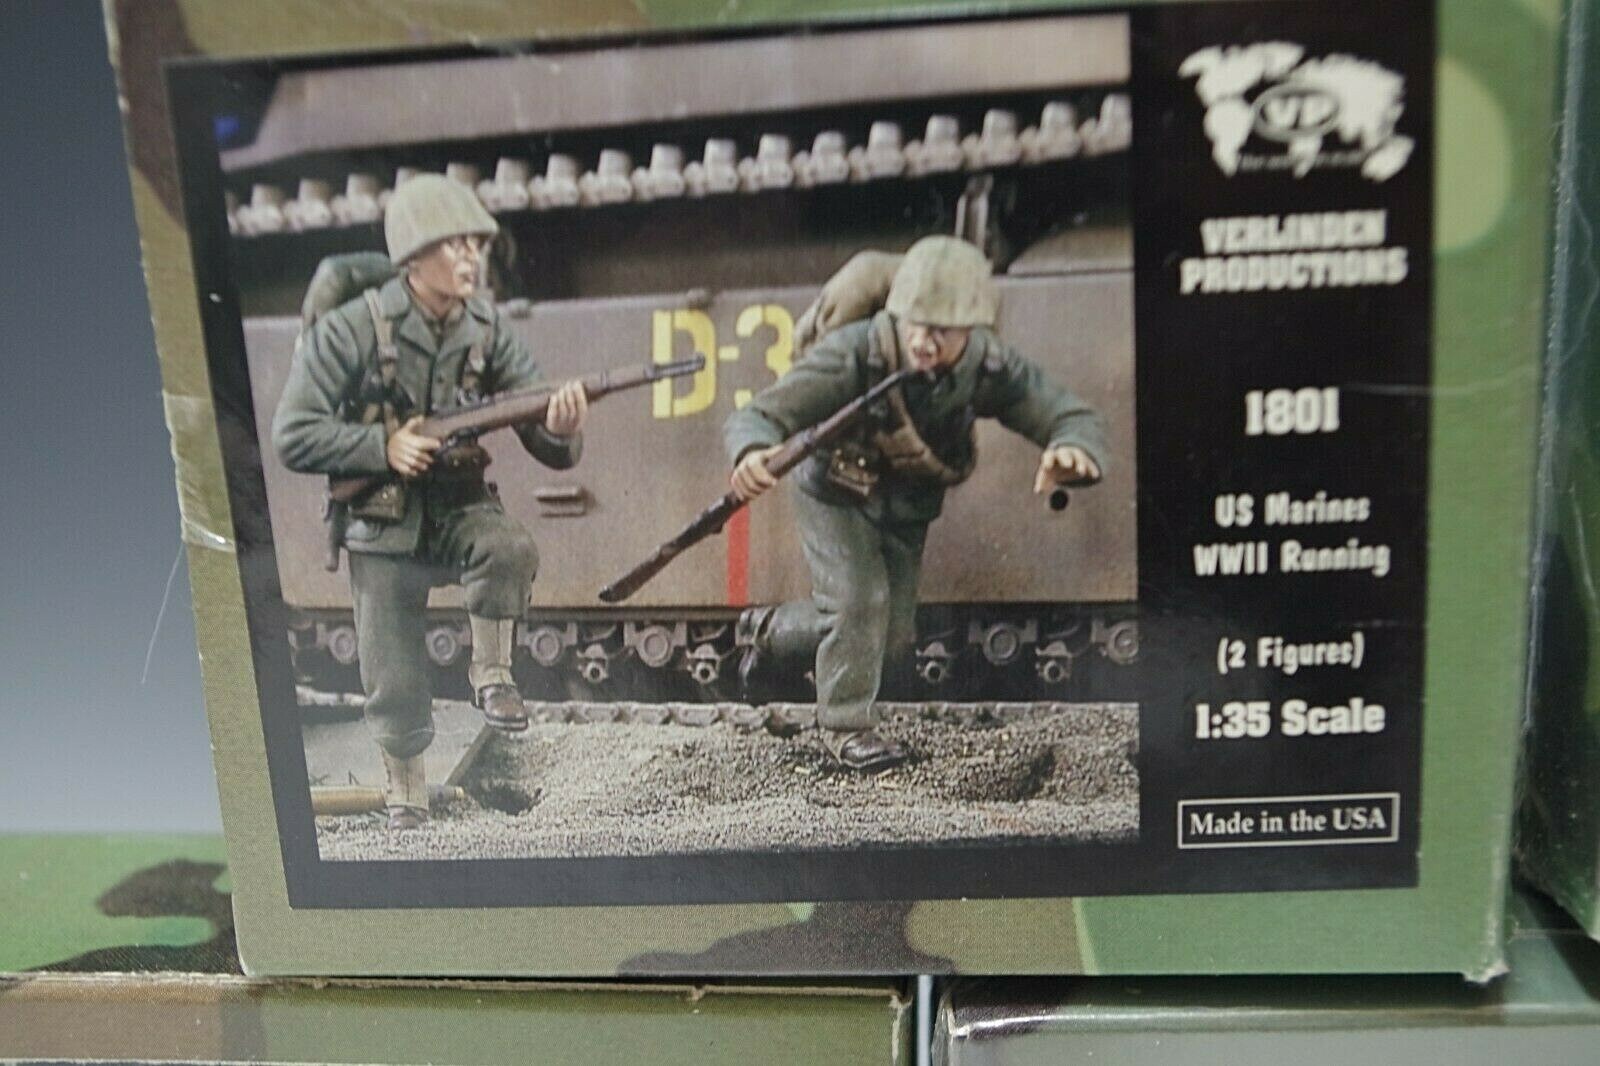 D-3
VP
VERLINDEN
PRODUCTIONS
1801
US Marines
WWII Running
(2 Figures)
1:35 Scale
Made in the USA